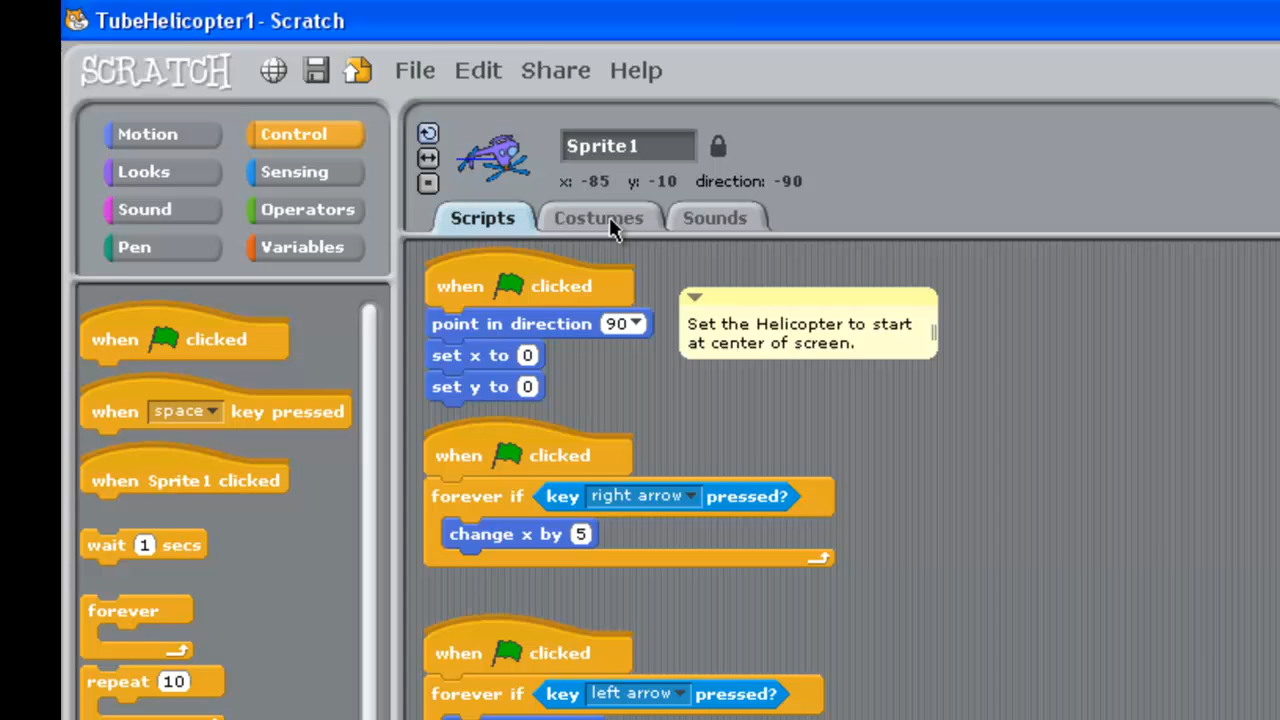 TubeHelicopter1 - Scratch
SCRATCH File Edit Share Help
Motion Control
Looks Sensing
Sound Operators
Pen Variables
Sprite1
x: -85 y: -10 direction: -90
Scripts Costumes Sounds
when clicked
when space key pressed
when Sprite1 clicked
wait 1 secs
forever
repeat 10
when clicked
point in direction 90
set x to 0
set y to 0
Set the Helicopter to start
at center of screen.
when clicked
forever if key right arrow pressed?
change x by 5
when clicked
forever if key left arrow pressed?